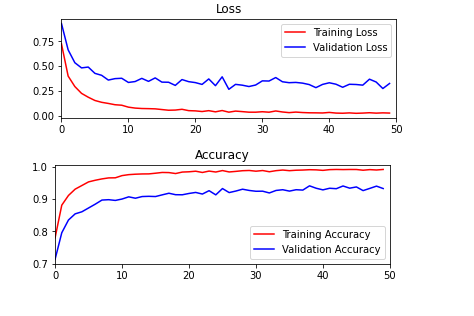 Loss
0.75
0.50
0.25
0.00
Training Loss
Validation Loss
0 10 20 30 40 50
Accuracy
1.0
0.9
0.8
0.7
Training Accuracy
Validation Accuracy
0 10 20 30 40 50